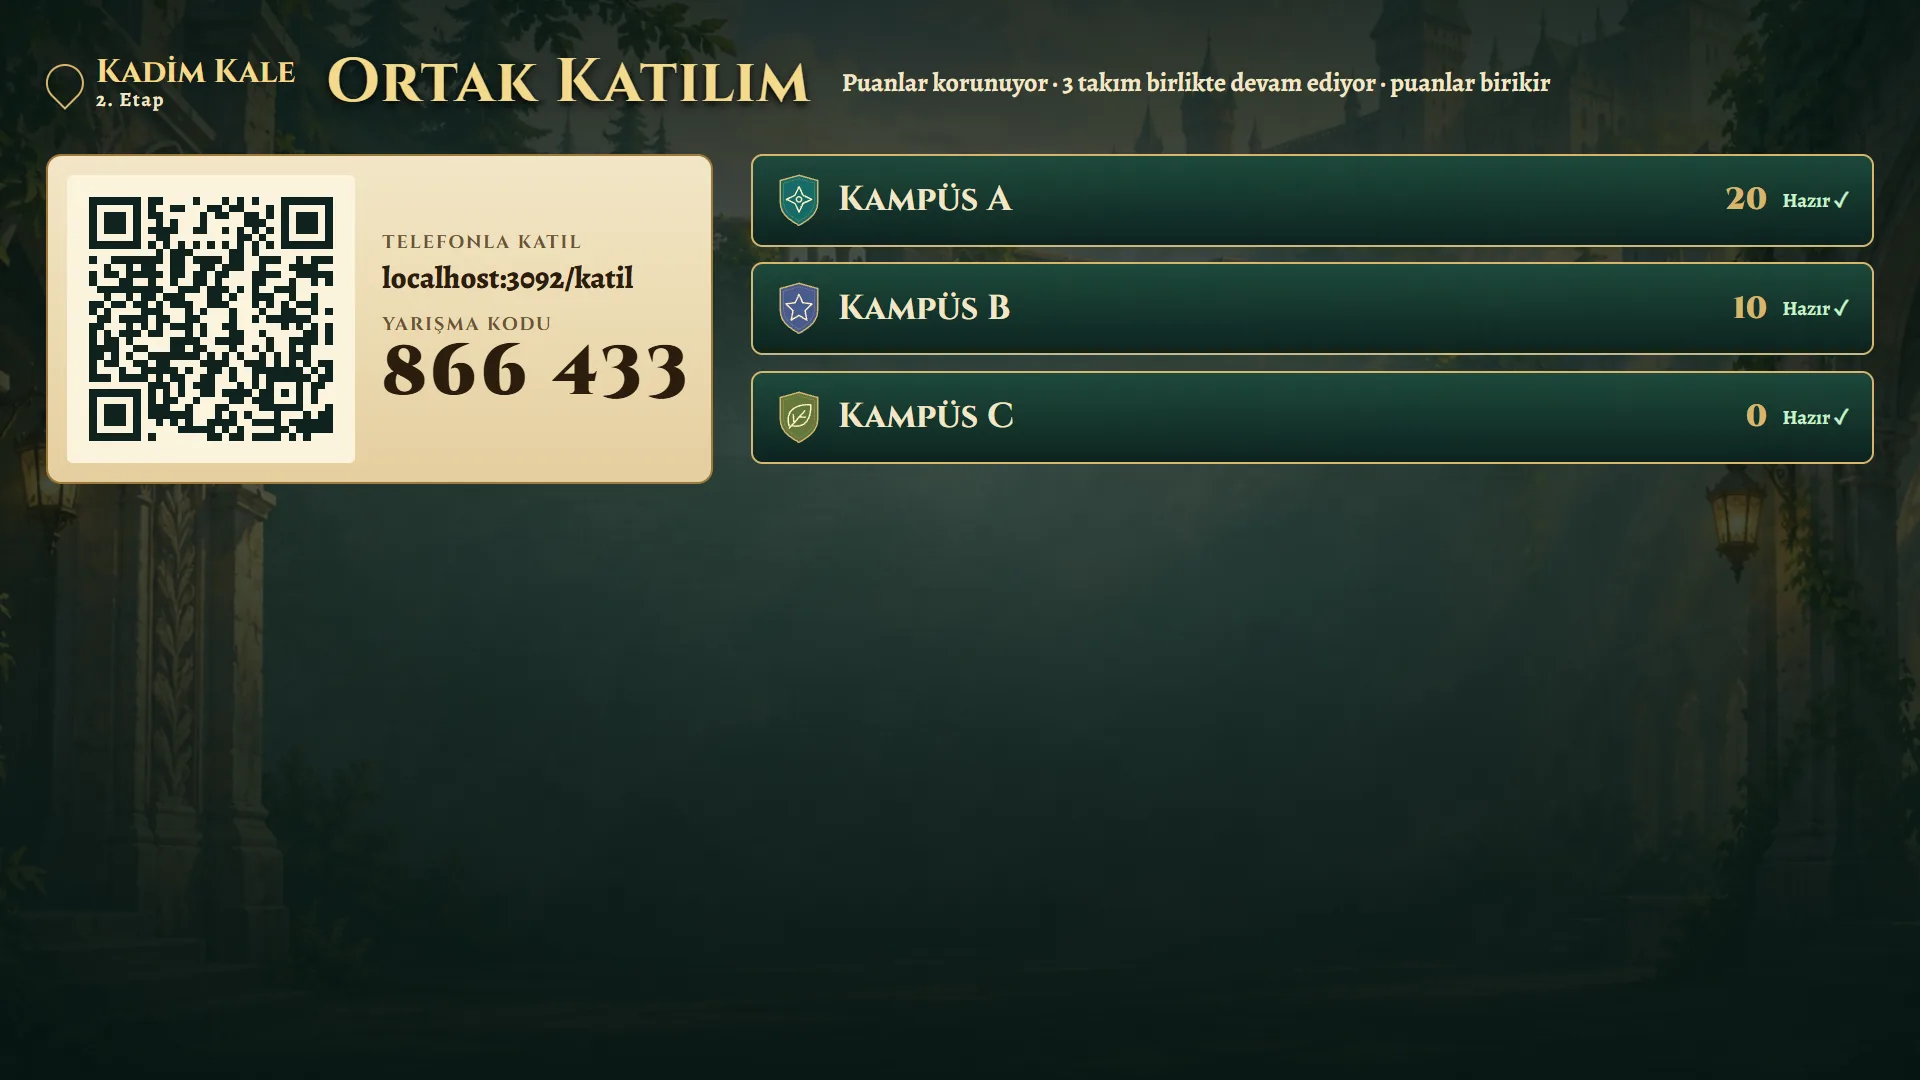 Kadim Kale
2. Etap
Ortak Katılım
Puanlar korunuyor · 3 takım birlikte devam ediyor · puanlar birikir
TELEFONLA KATIL
localhost:3092/katil
YARIŞMA KODU
866 433
Kampüs A
20 Hazır ✓
Kampüs B
10 Hazır ✓
Kampüs C
0 Hazır ✓